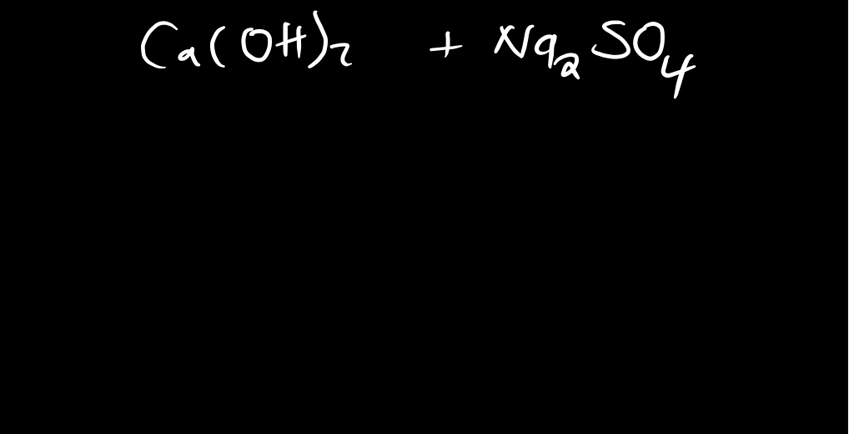 Ca(OH)₂ + Na₂SO₄